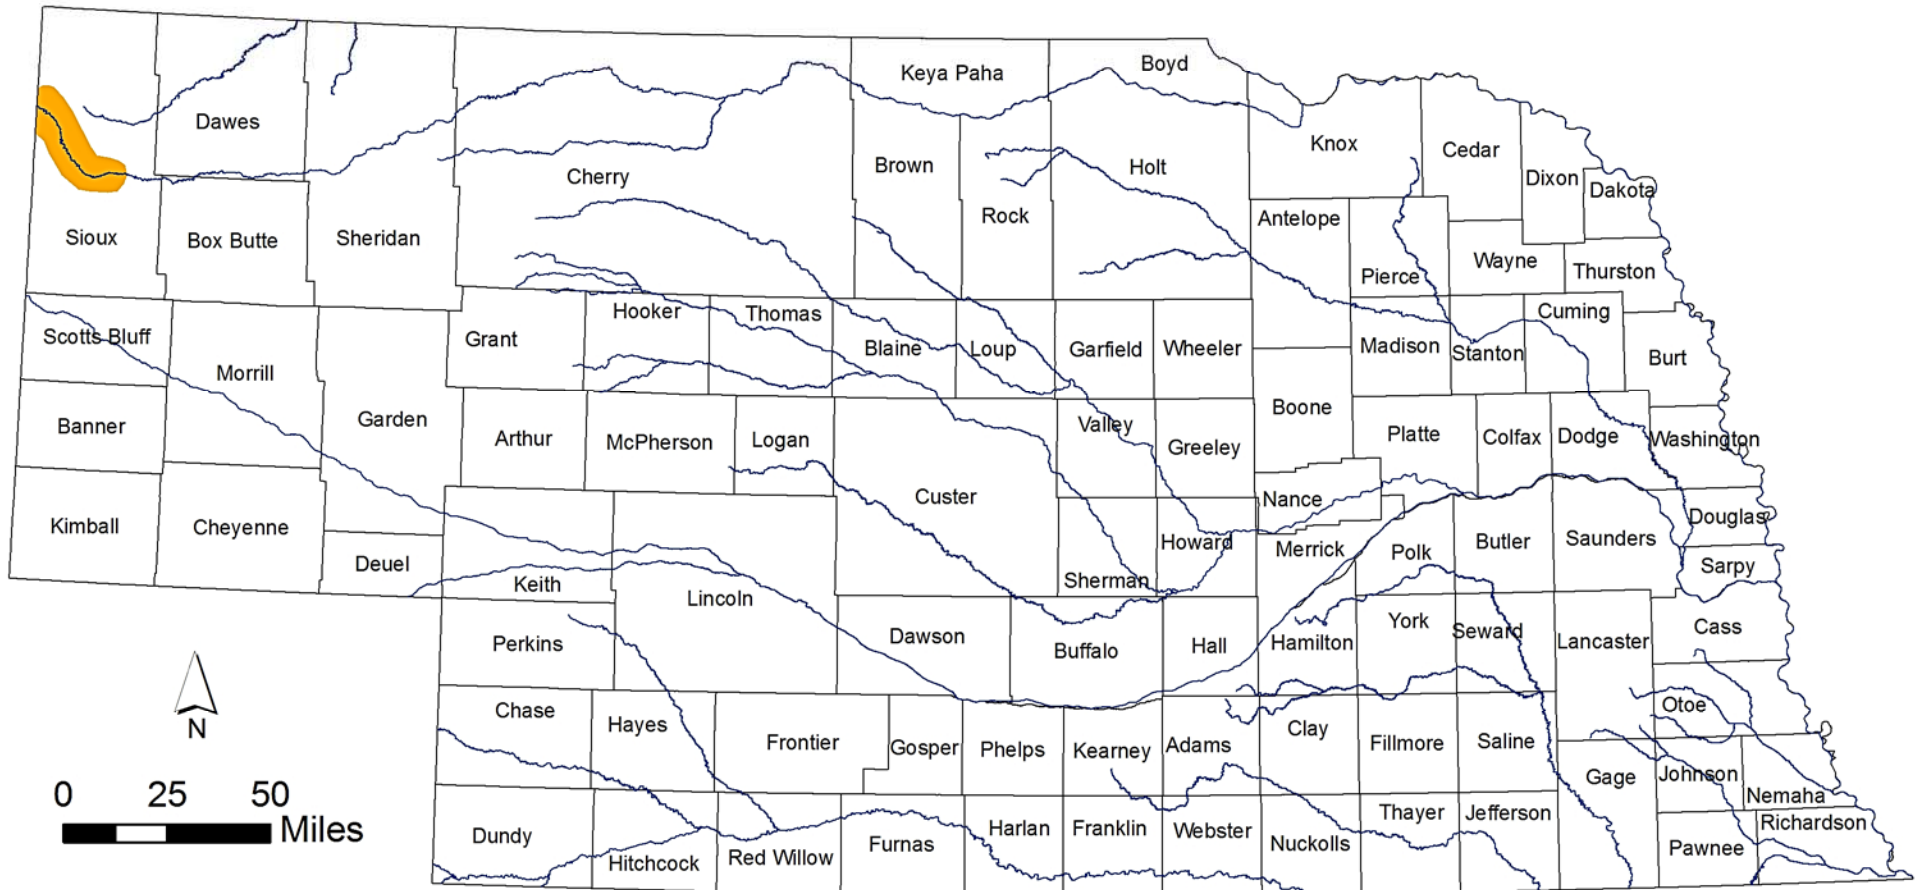 Keya Paha
Boyd
Dawes
Knox
Cedar
Cherry
Brown
Holt
Dixon
Dakota
Rock
Antelope
Sioux
Box Butte
Sheridan
Pierce
Wayne
Thurston
Scotts Bluff
Hooker
Thomas
Cuming
Grant
Blaine
Loup
Garfield
Wheeler
Madison
Stanton
Burt
Morrill
Garden
Boone
Banner
Arthur
McPherson
Logan
Valley
Greeley
Platte
Colfax
Dodge
Washington
Custer
Nance
Kimball
Cheyenne
Douglas
Howard
Merrick
Polk
Butler
Saunders
Deuel
Keith
Sherman
Sarpy
Lincoln
Dawson
Buffalo
Hall
Hamilton
York
Seward
Lancaster
Cass
Perkins
Chase
Hayes
Frontier
Gosper
Phelps
Kearney
Adams
Clay
Fillmore
Saline
Otoe
N
Gage
Johnson
Nemaha
0 25 50
Miles
Dundy
Hitchcock
Red Willow
Furnas
Harlan
Franklin
Webster
Nuckolls
Thayer
Jefferson
Pawnee
Richardson